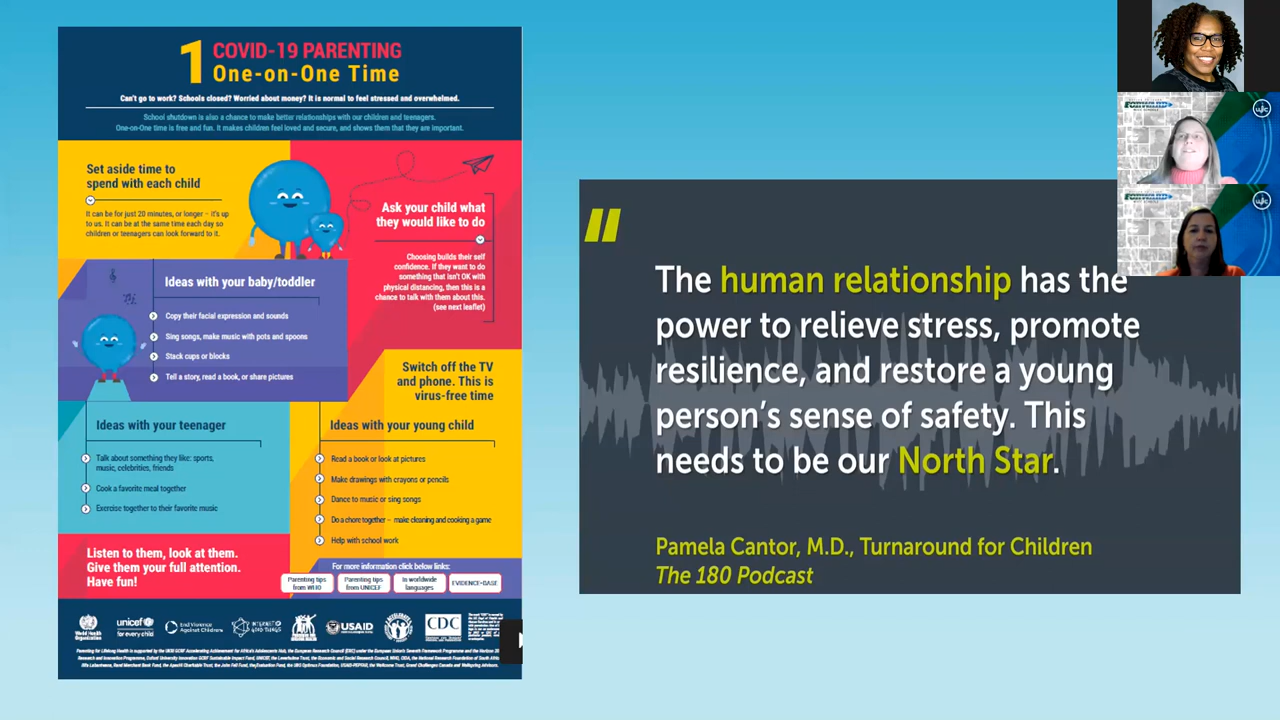 1 COVID-19 PARENTING
One-on-One Time
Can't go to work? Schools closed? Worried about money? It is normal to feel stressed and overwhelmed.
School shutdown is also a chance to make better relationships with our children and teenagers.
One-on-One time is free and fun. It makes children feel loved and secure, and shows them that they are important.
Set aside time to
spend with each child
It can be for just 20 minutes, or longer – it's up
to us. It can be at the same time each day so
children or teenagers can look forward to it.
Ask your child what
they would like to do
Choosing builds their self
confidence. If they want to do
something that isn't OK with
physical distancing, then this is a
chance to talk with them about this.
(see next leaflet)
Ideas with your baby/toddler
Copy their facial expression and sounds
Sing songs, make music with pots and spoons
Stack cups or blocks
Tell a story, read a book, or share pictures
Switch off the TV
and phone. This is
virus-free time
Ideas with your teenager
Talk about something they like: sports,
music, celebrities, friends
Cook a favorite meal together
Exercise together to their favorite music
Ideas with your young child
Read a book or look at pictures
Make drawings with crayons or pencils
Dance to music or sing songs
Do a chore together – make cleaning and cooking a game
Help with school work
Listen to them, look at them.
Give them your full attention.
Have fun!
For more information click below links:
Parenting tips
from WHO
Parenting tips
from UNICEF
In worldwide
languages
EVIDENCE-BASE
World Health
Organization
unicef
for every child
End Violence
Against Children
INTERNET OF
GOOD THINGS
USAID
CDC
"
The human relationship has the
power to relieve stress, promote
resilience, and restore a young
person's sense of safety. This
needs to be our North Star.
Pamela Cantor, M.D., Turnaround for Children
The 180 Podcast
FORWARD
FORWARD